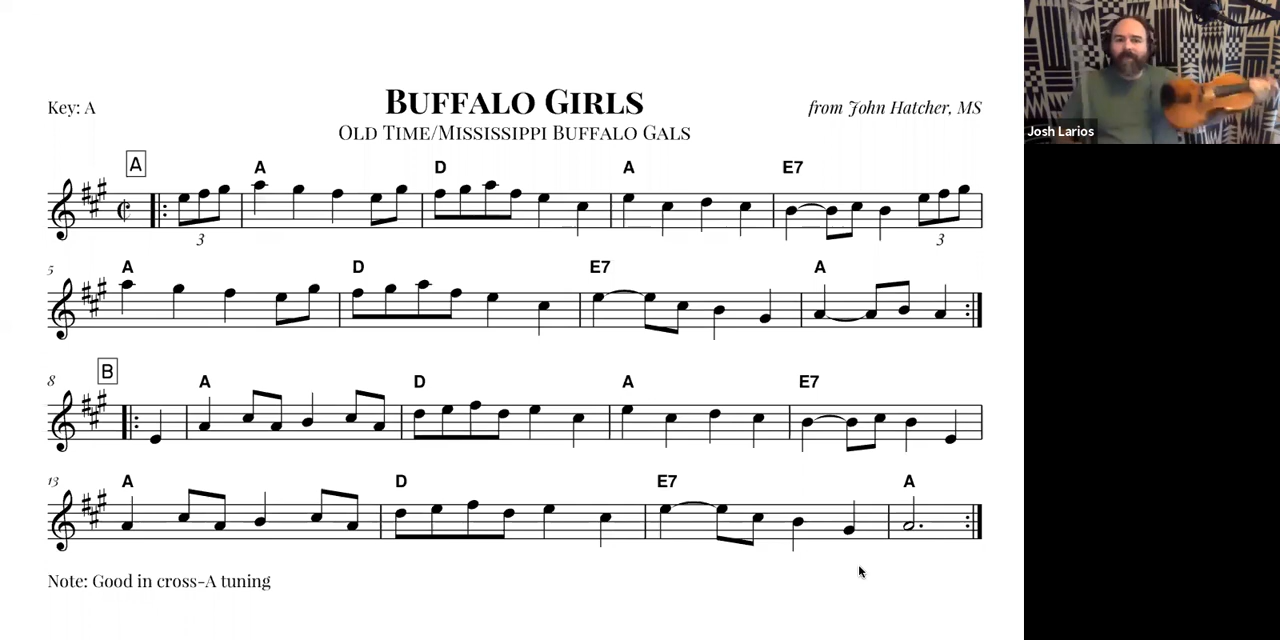 Key: A
BUFFALO GIRLS
from John Hatcher, MS
OLD TIME/MISSISSIPPI BUFFALO GALS
Josh Larios
A
A D A E7
3 3
5
A D E7 A
8
B
A D A E7
13
A D E7 A
Note: Good in cross-A tuning